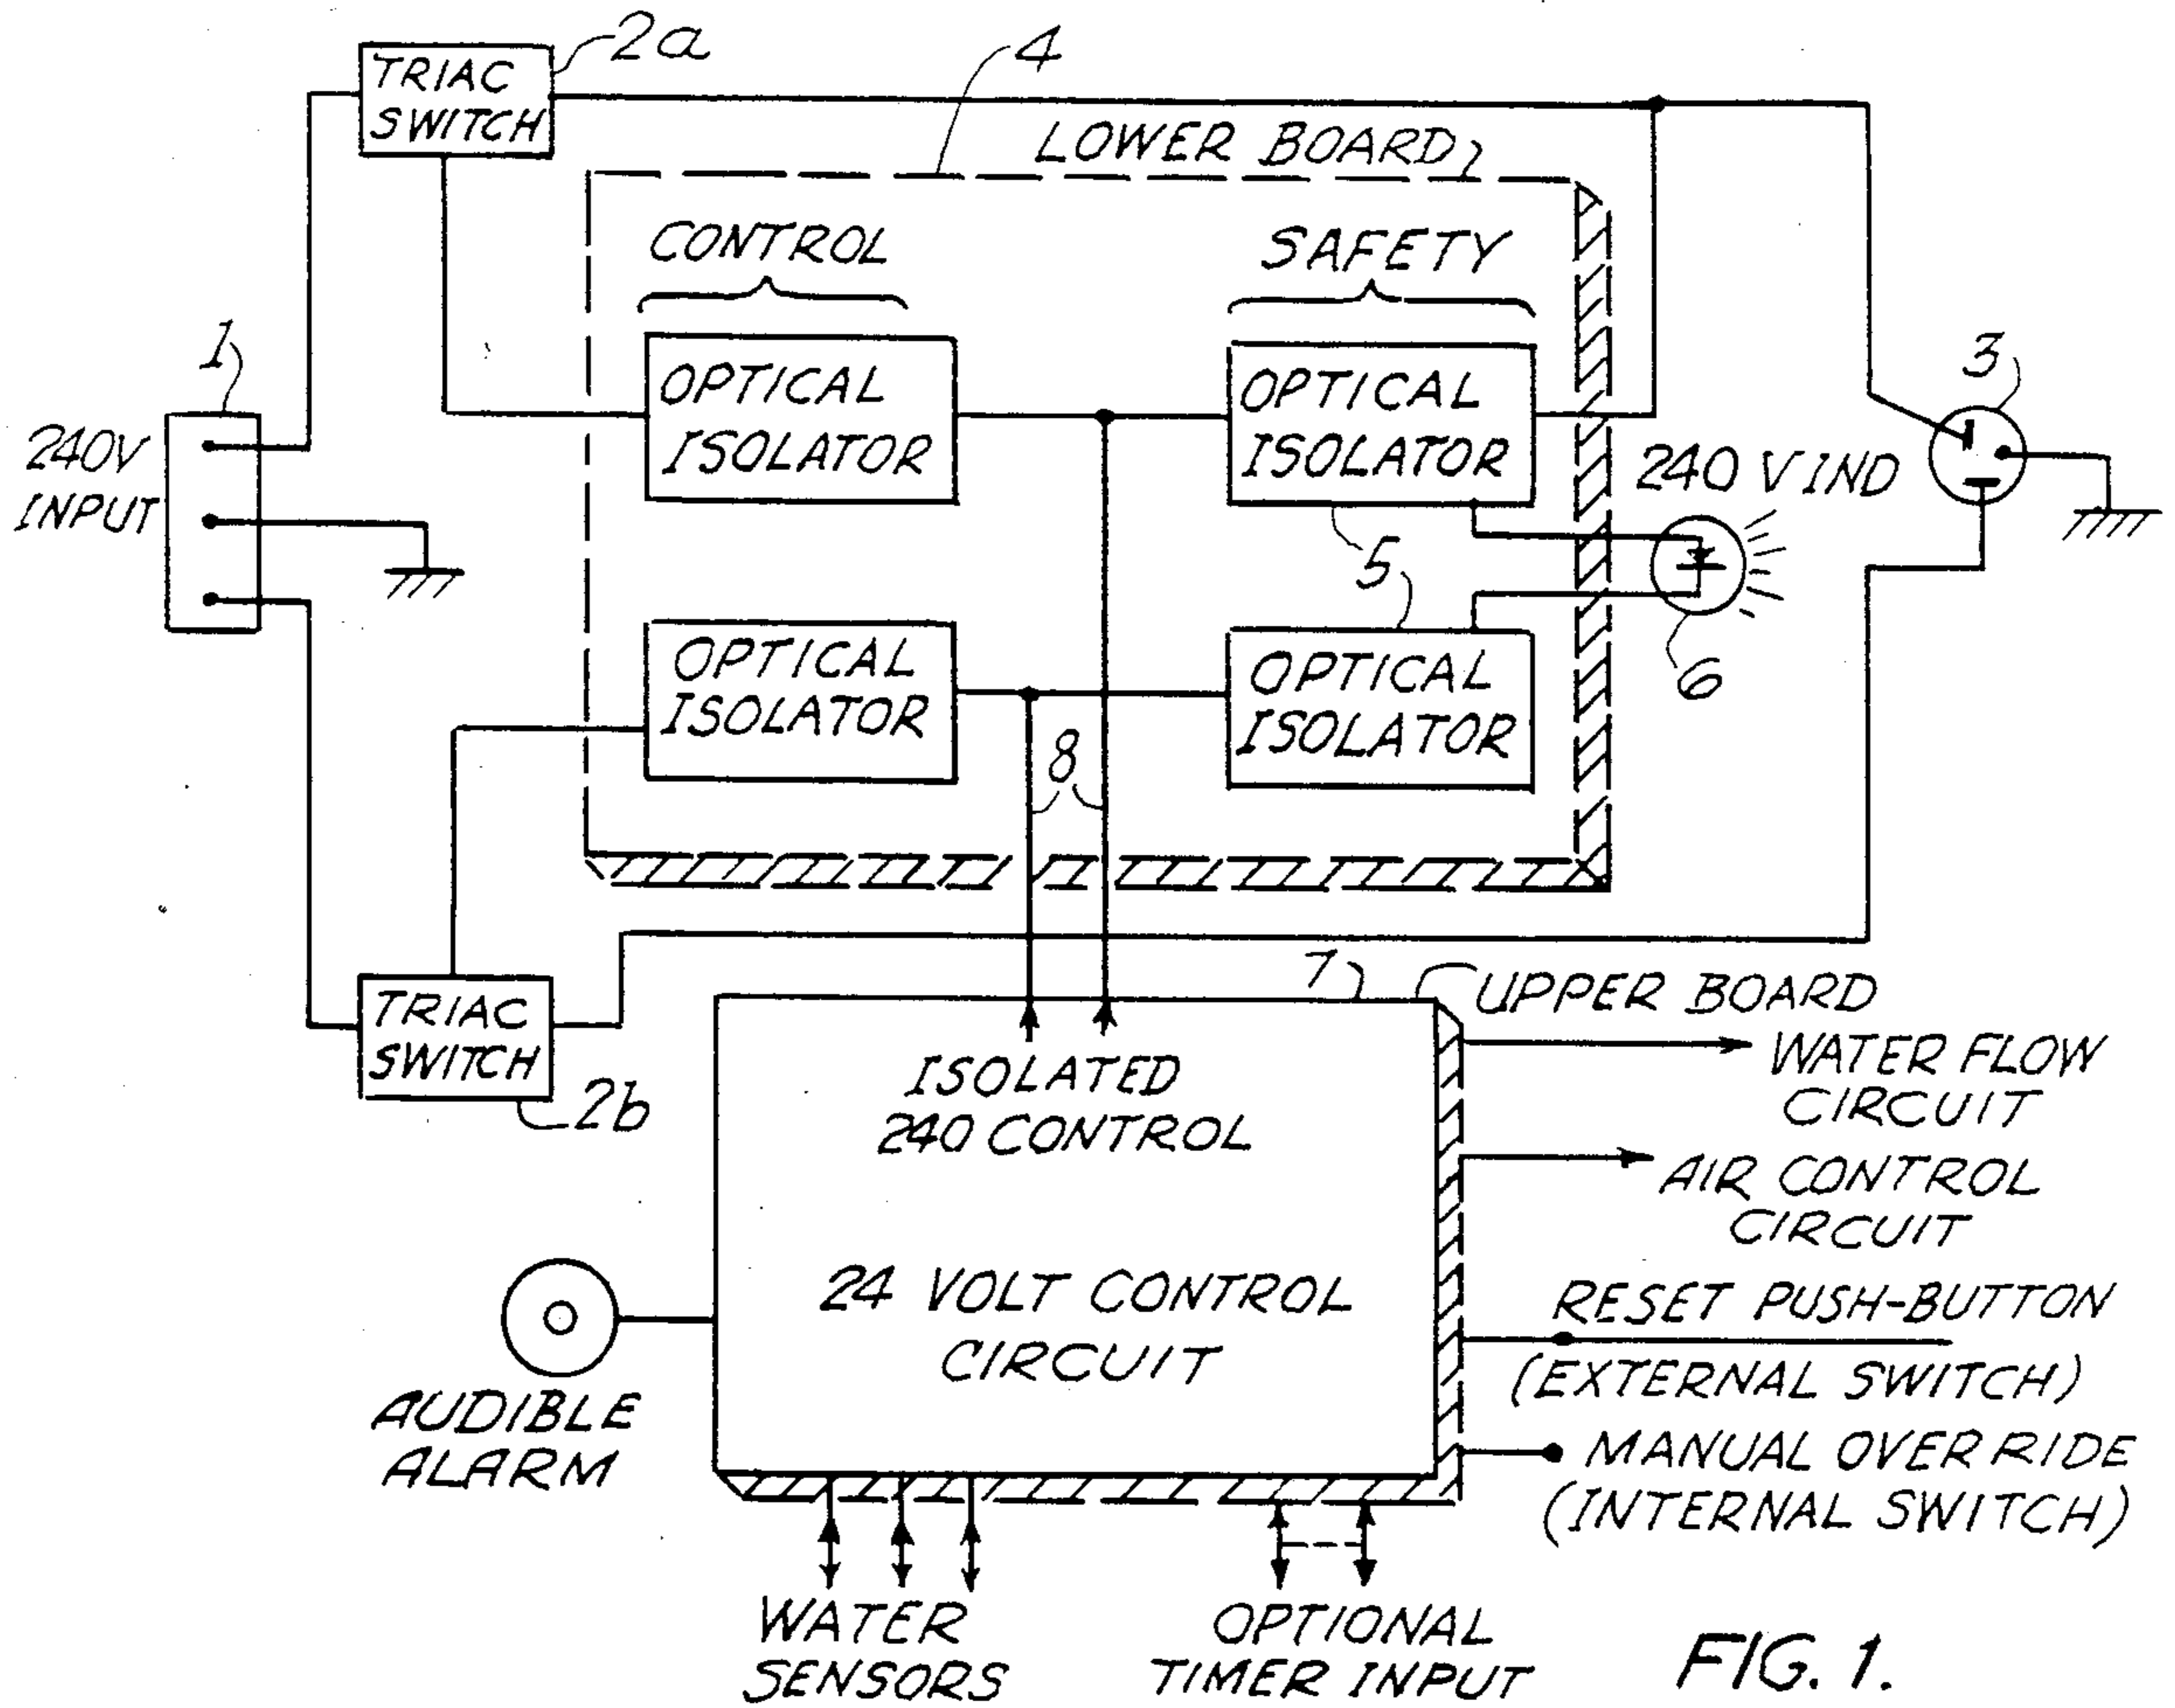 2a
TRIAC
SWITCH
4
LOWER BOARD
CONTROL
SAFETY
1
3
240V
INPUT
OPTICAL
ISOLATOR
OPTICAL
ISOLATOR
240 V IND
5
6
OPTICAL
ISOLATOR
OPTICAL
ISOLATOR
8
7
UPPER BOARD
TRIAC
SWITCH
2b
ISOLATED
240 CONTROL
WATER FLOW
CIRCUIT
AIR CONTROL
CIRCUIT
24 VOLT CONTROL
CIRCUIT
RESET PUSH-BUTTON
(EXTERNAL SWITCH)
AUDIBLE
ALARM
MANUAL OVERRIDE
(INTERNAL SWITCH)
WATER
SENSORS
OPTIONAL
TIMER INPUT
FIG. 1.